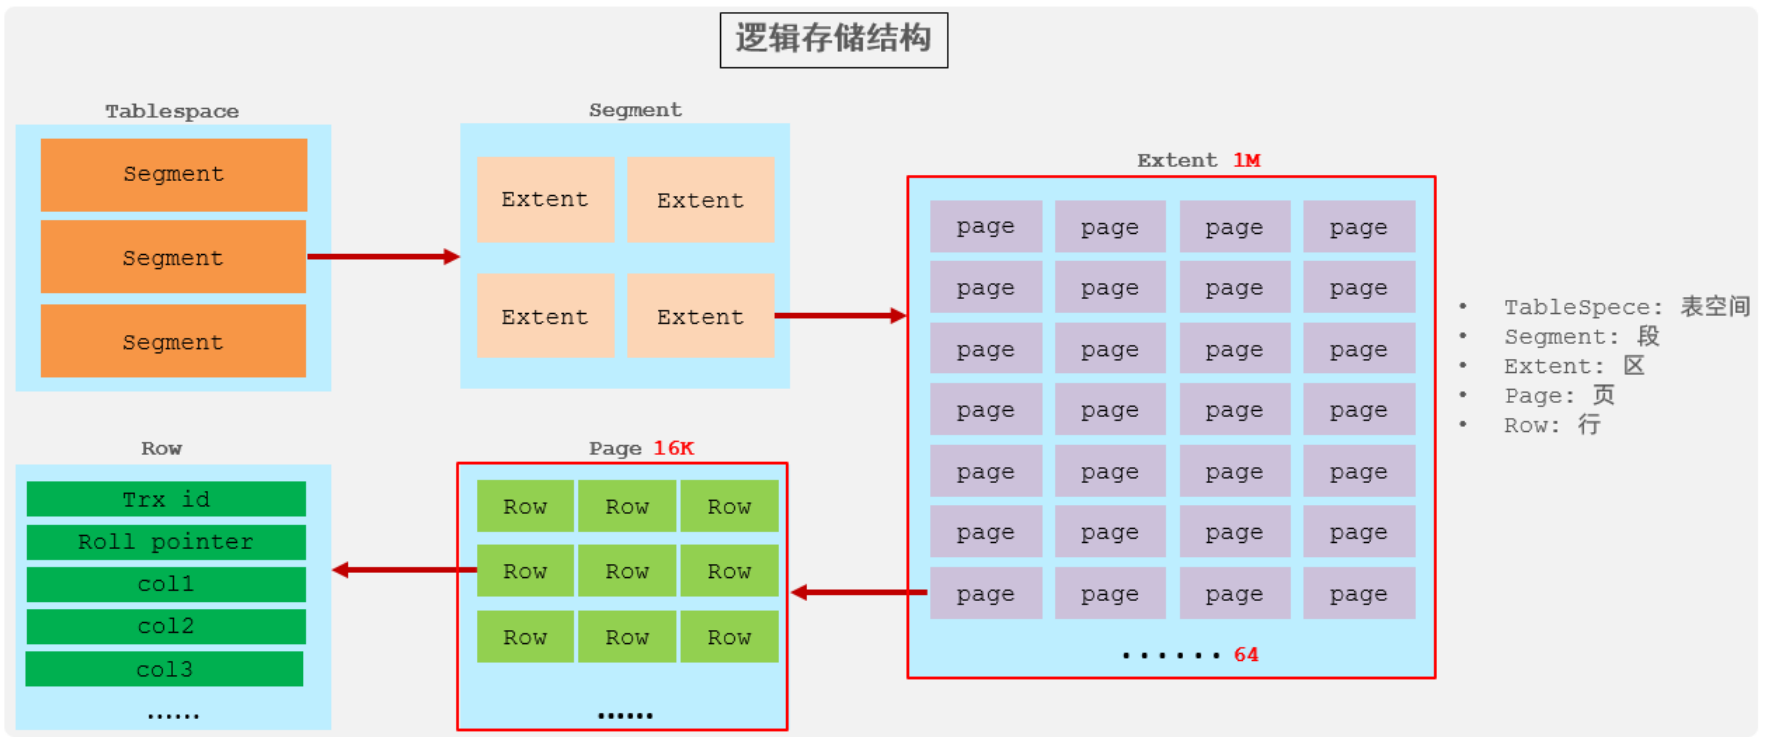 逻辑存储结构
Tablespace
Segment
Segment
Segment
Segment
Extent Extent
Extent Extent
Extent 1M
page page page page
page page page page
page page page page
page page page page
page page page page
page page page page
page page page page
······ 64
• TableSpece: 表空间
• Segment: 段
• Extent: 区
• Page: 页
• Row: 行
Row
Trx id
Roll pointer
col1
col2
col3
......
Page 16K
Row Row Row
Row Row Row
Row Row Row
......